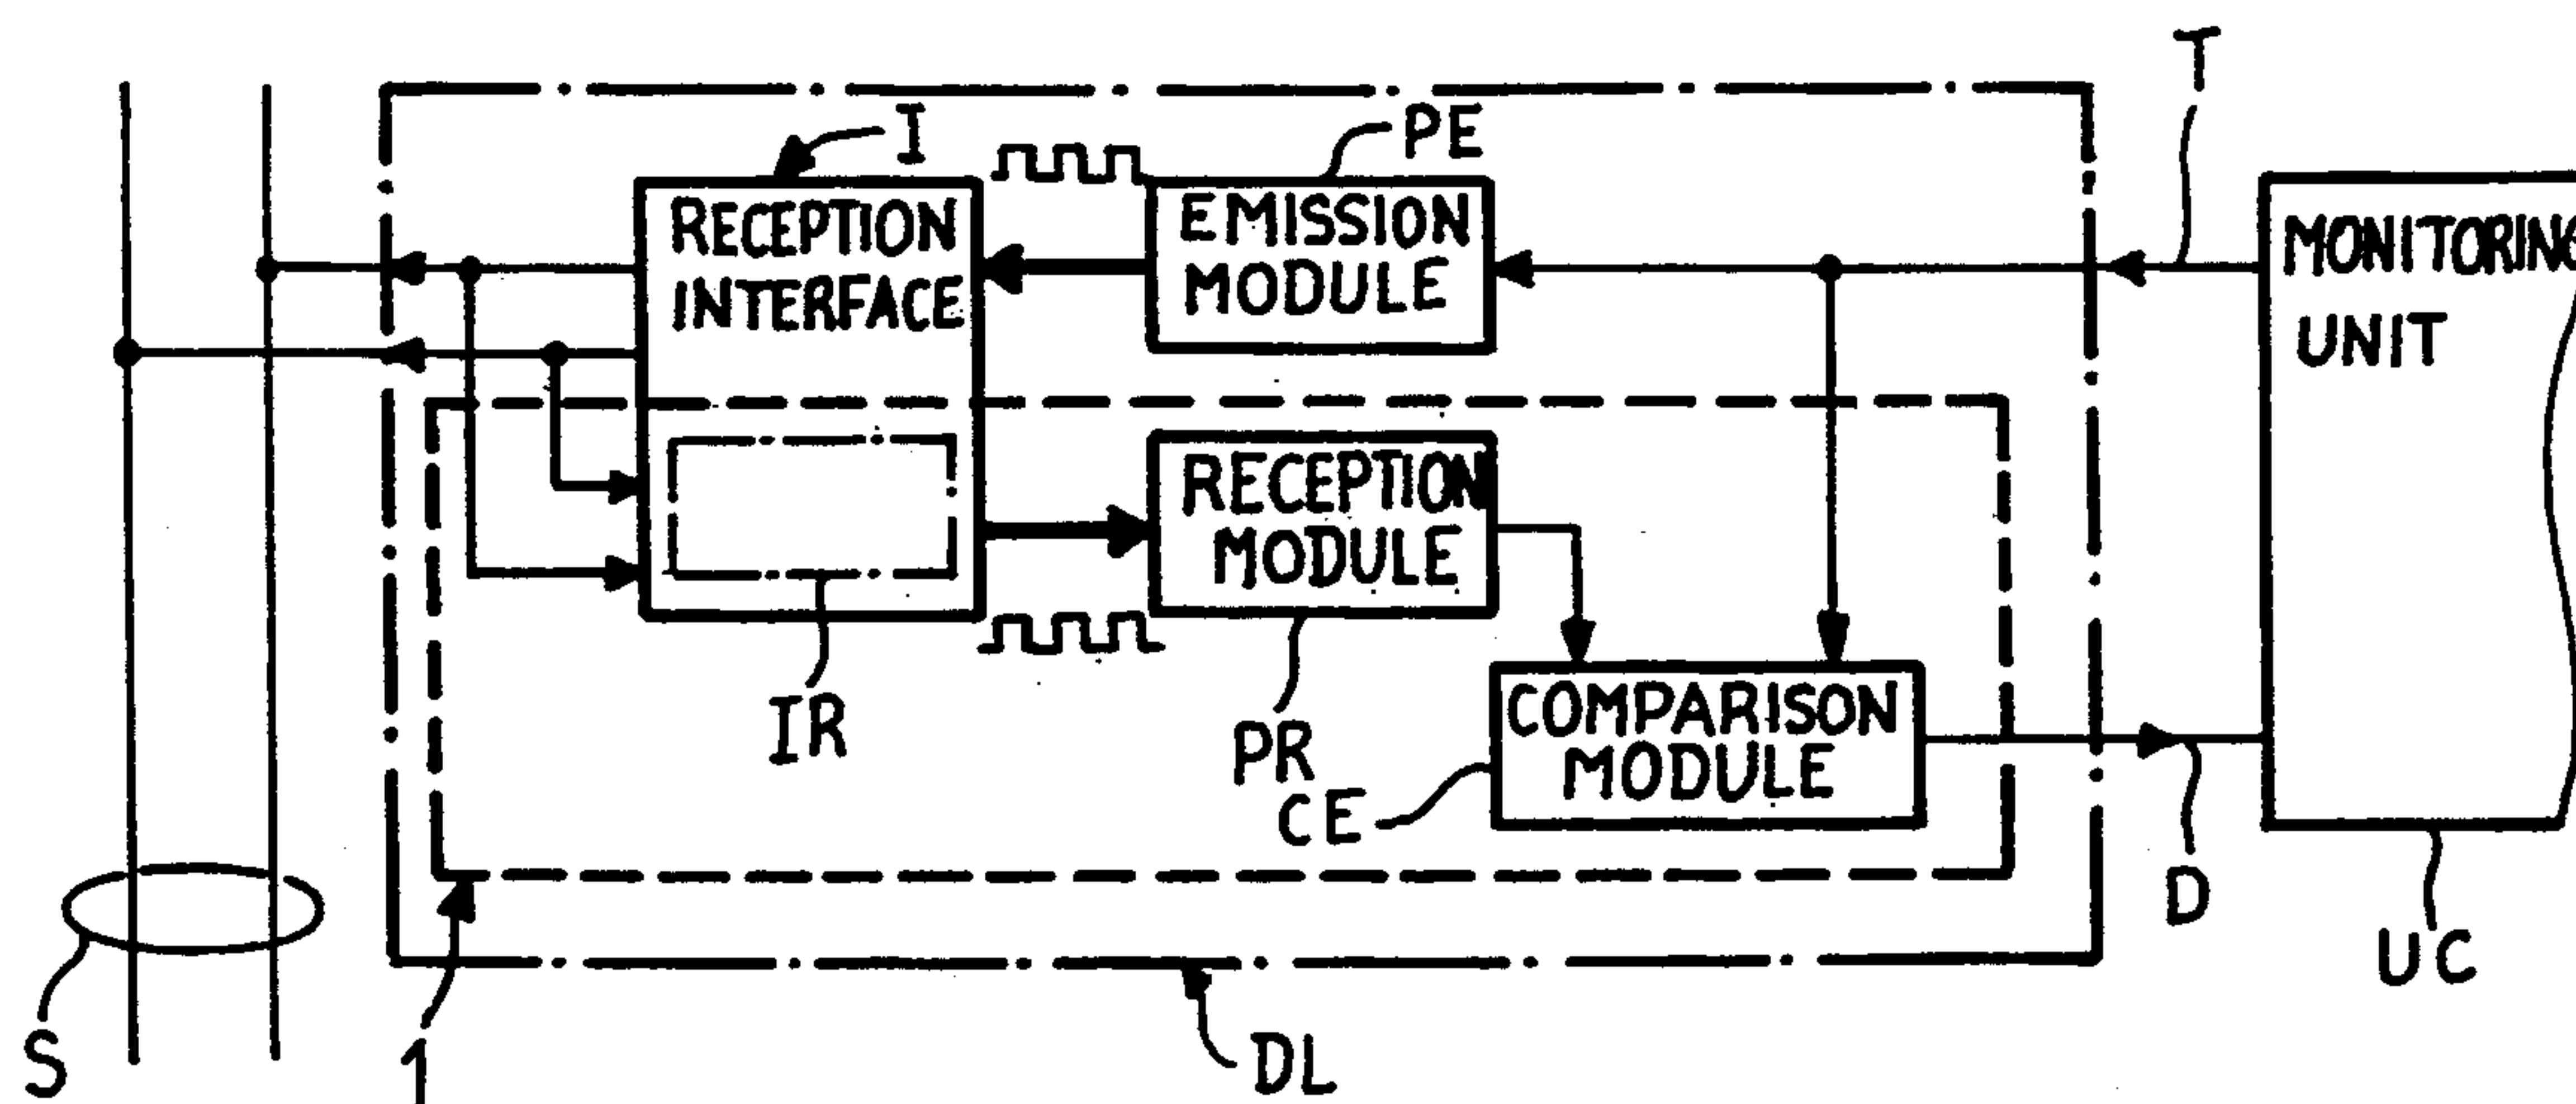 T
I
PE
RECEPTION
INTERFACE
EMISSION
MODULE
MONITORING
UNIT
RECEPTION
MODULE
IR
PR
COMPARISON
MODULE
CE
D
UC
S
1
DL